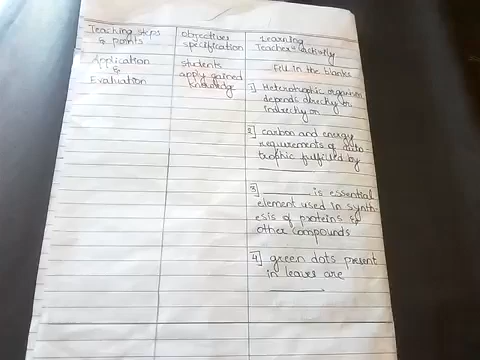 Teaching steps
& points
Objectives
specification
Learning
Teacher activity
Application
&
Evaluation
students
apply gained
knowledge
Fill in the blanks
1] Heterotrophic organism
depends directly or
indirectly on
2] carbon and energy
requirements of auto-
trophic fulfilled by
3] ________ is essential
element used in synth-
esis of proteins &
other compounds
4] green dots present
in leaves are
________